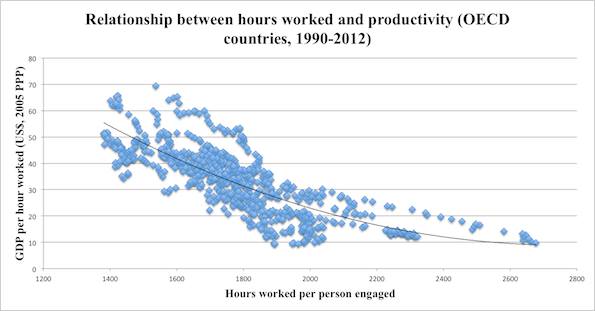 Relationship between hours worked and productivity (OECD
countries, 1990-2012)
GDP per hour worked (US$, 2005 PPP)
80
70
60
50
40
30
20
10
0
1200 1400 1600 1800 2000 2200 2400 2600 2800
Hours worked per person engaged